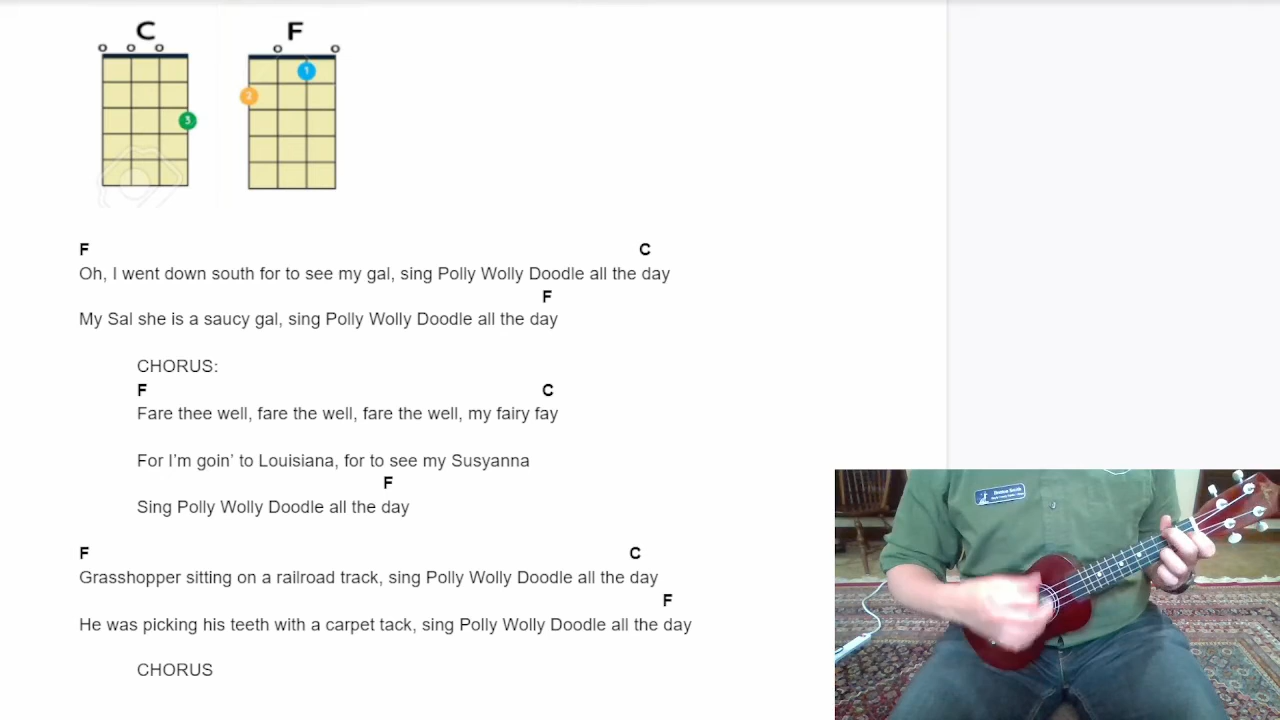 C F
o o o o o
1
2
3
F C
Oh, I went down south for to see my gal, sing Polly Wolly Doodle all the day
F
My Sal she is a saucy gal, sing Polly Wolly Doodle all the day
CHORUS:
F C
Fare thee well, fare the well, fare the well, my fairy fay
For I'm goin' to Louisiana, for to see my Susyanna
F
Sing Polly Wolly Doodle all the day
F C
Grasshopper sitting on a railroad track, sing Polly Wolly Doodle all the day
F
He was picking his teeth with a carpet tack, sing Polly Wolly Doodle all the day
CHORUS